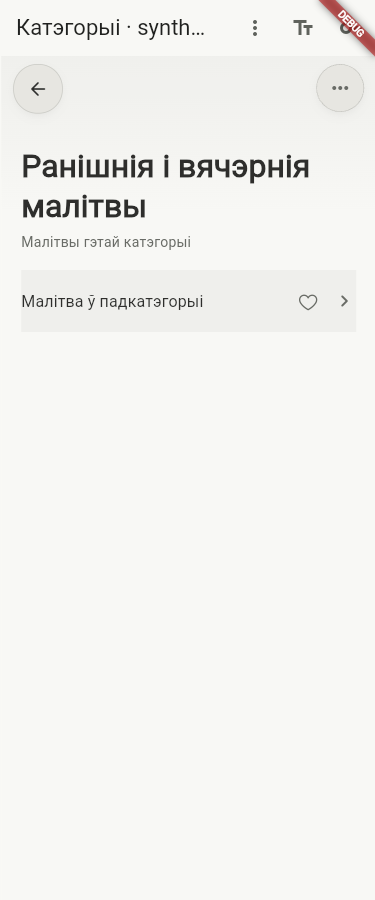 Катэгорыі · synth...
DEBUG
Ранішнія і вячэрнія
малітвы
Малітвы гэтай катэгорыі
Малітва ў падкатэгорыі